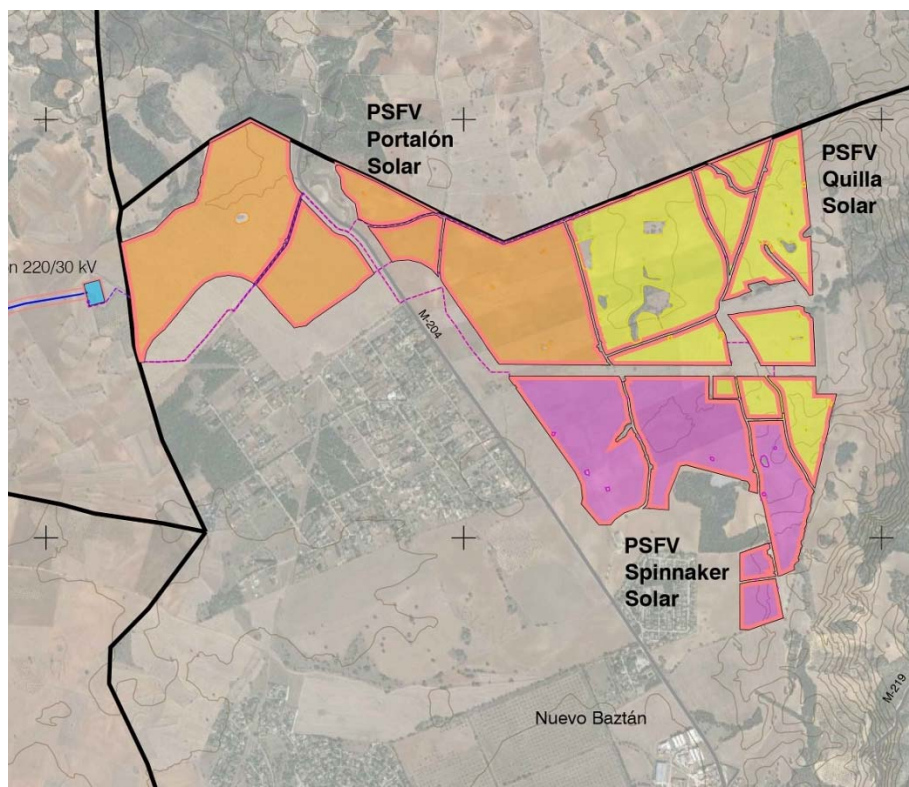 PSFV
Portalón
Solar
PSFV
Quilla
Solar
n 220/30 kV
M-204
PSFV
Spinnaker
Solar
M-219
Nuevo Baztán